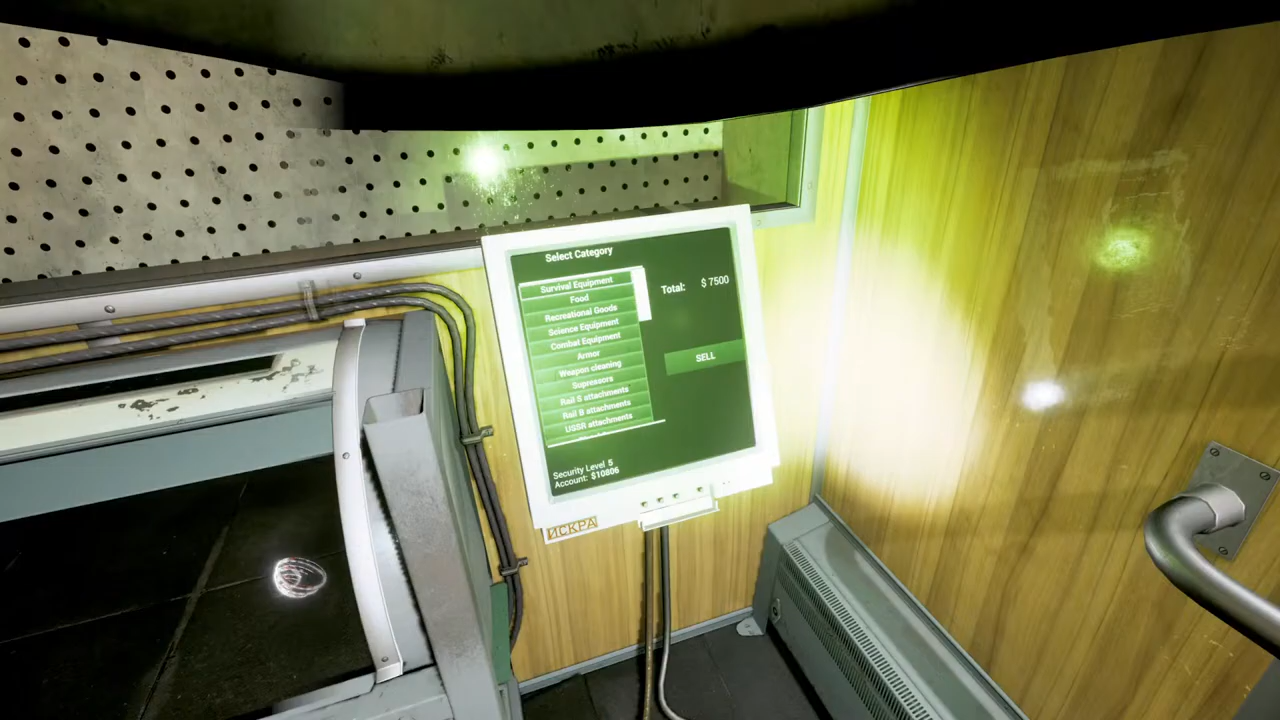 Select Category
Survival Equipment
Food
Recreational Goods
Science Equipment
Combat Equipment
Armor
Weapon cleaning
Supressors
Rail S attachments
Rail B attachments
USSR attachments
Total: $ 7500
SELL
Security Level 5
Account: $10806
ИСКРА